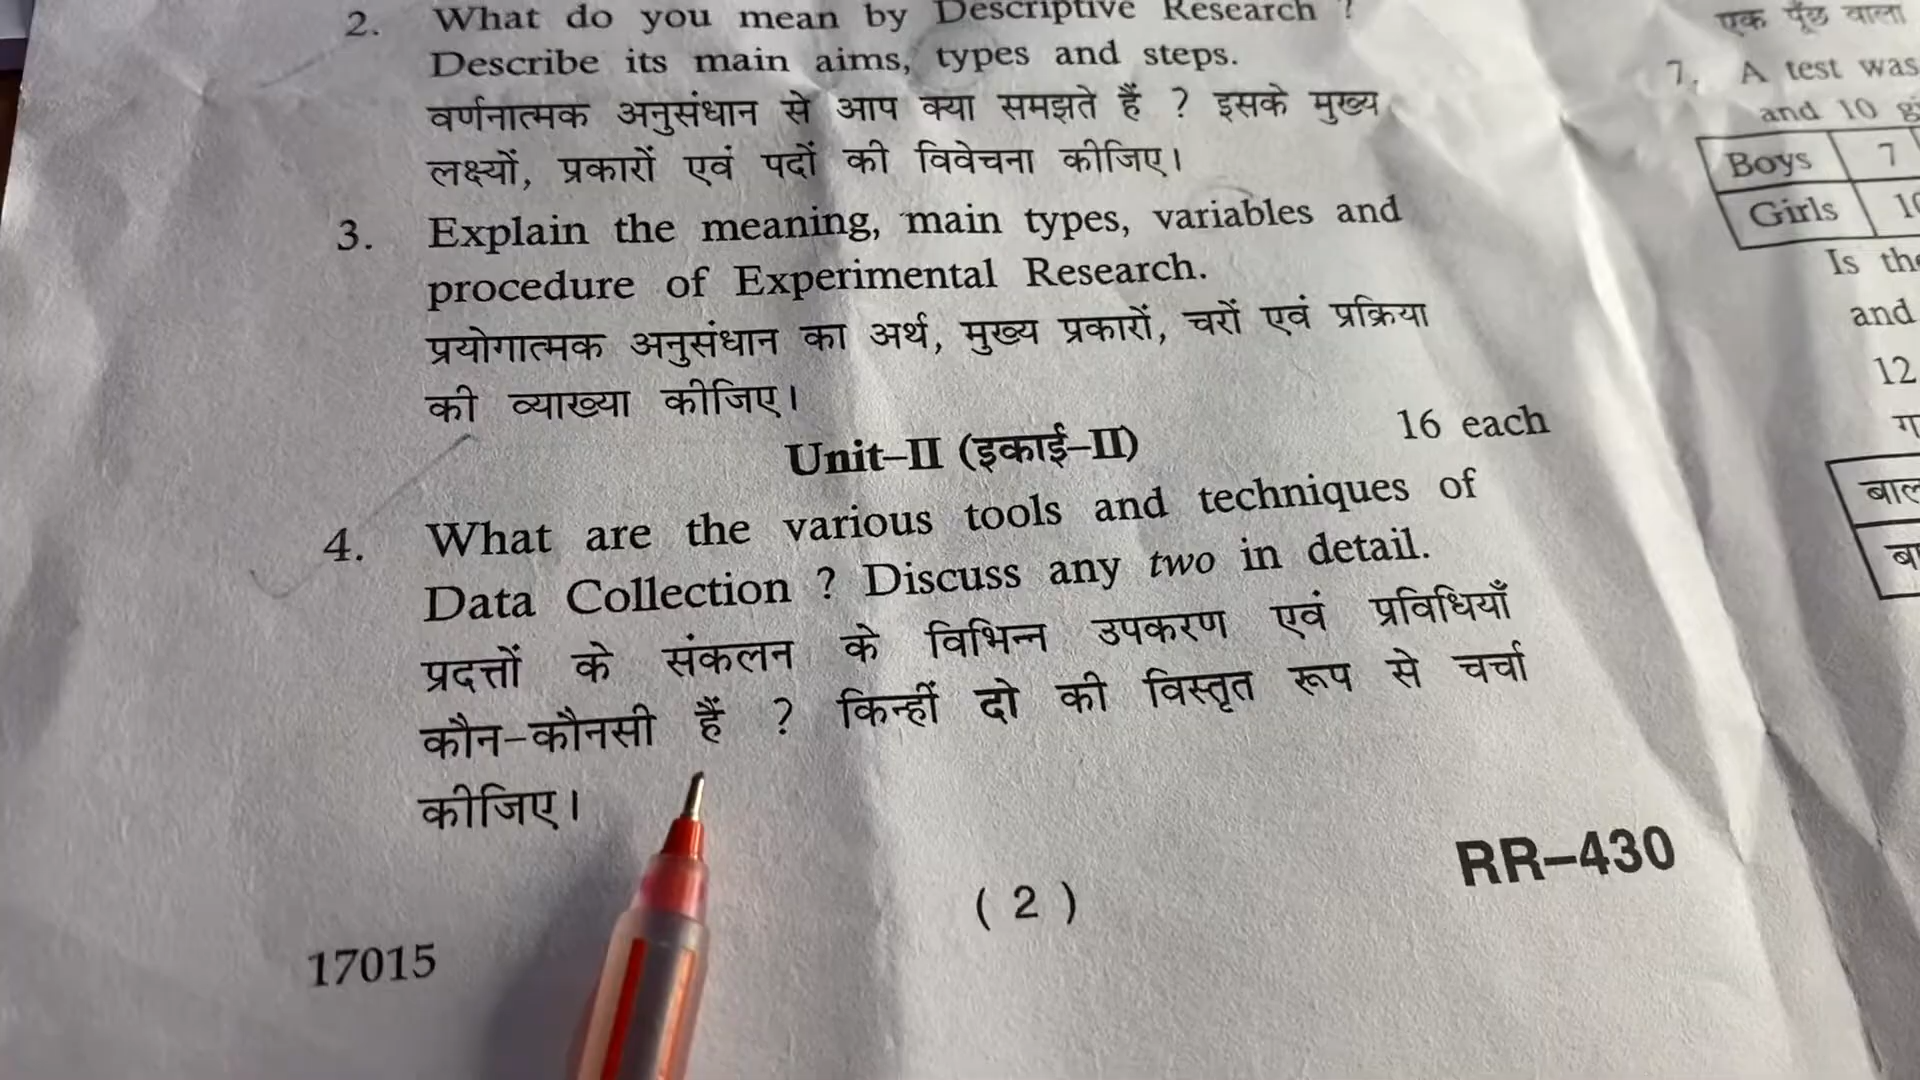 2. What do you mean by Descriptive Research ?
Describe its main aims, types and steps.
वर्णनात्मक अनुसंधान से आप क्या समझते हैं ? इसके मुख्य
लक्ष्यों, प्रकारों एवं पदों की विवेचना कीजिए।
3. Explain the meaning, main types, variables and
procedure of Experimental Research.
प्रयोगात्मक अनुसंधान का अर्थ, मुख्य प्रकारों, चरों एवं प्रक्रिया
की व्याख्या कीजिए।
Unit–II (इकाई–II) 16 each
4. What are the various tools and techniques of
Data Collection ? Discuss any two in detail.
प्रदत्तों के संकलन के विभिन्न उपकरण एवं प्रविधियाँ
कौन-कौनसी हैं ? किन्हीं दो की विस्तृत रूप से चर्चा
कीजिए।
RR–430
( 2 )
17015
एक पूँछ वाला
7. A test was
and 10
Boys 7
Girls
Is
and
12